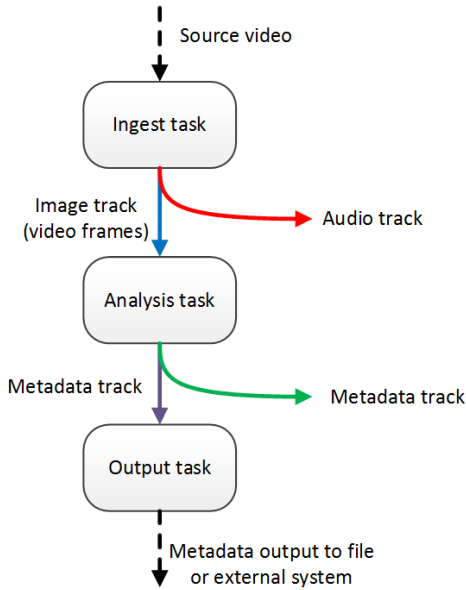 Source video
Ingest task
Image track
(video frames)
Audio track
Analysis task
Metadata track
Metadata track
Output task
Metadata output to file
or external system